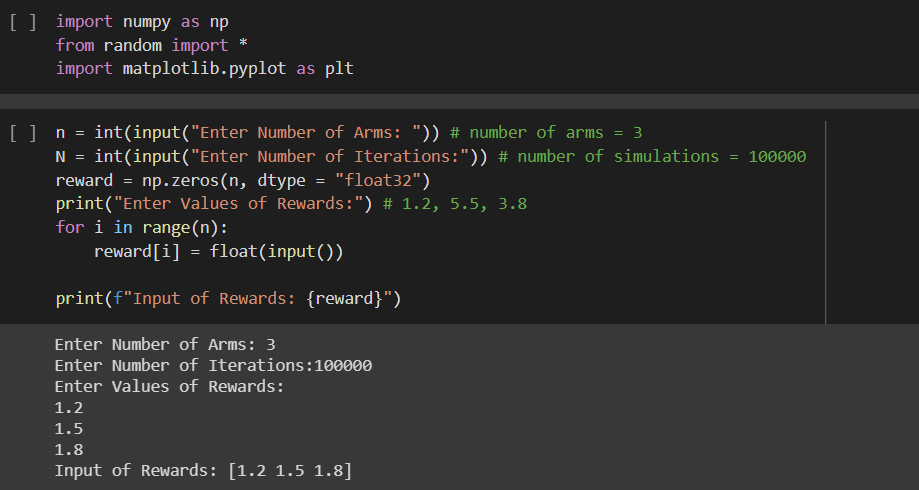 [ ] import numpy as np
from random import *
import matplotlib.pyplot as plt
[ ] n = int(input("Enter Number of Arms: ")) # number of arms = 3
N = int(input("Enter Number of Iterations:")) # number of simulations = 100000
reward = np.zeros(n, dtype = "float32")
print("Enter Values of Rewards:") # 1.2, 5.5, 3.8
for i in range(n):
    reward[i] = float(input())
print(f"Input of Rewards: {reward}")
Enter Number of Arms: 3
Enter Number of Iterations:100000
Enter Values of Rewards:
1.2
1.5
1.8
Input of Rewards: [1.2 1.5 1.8]